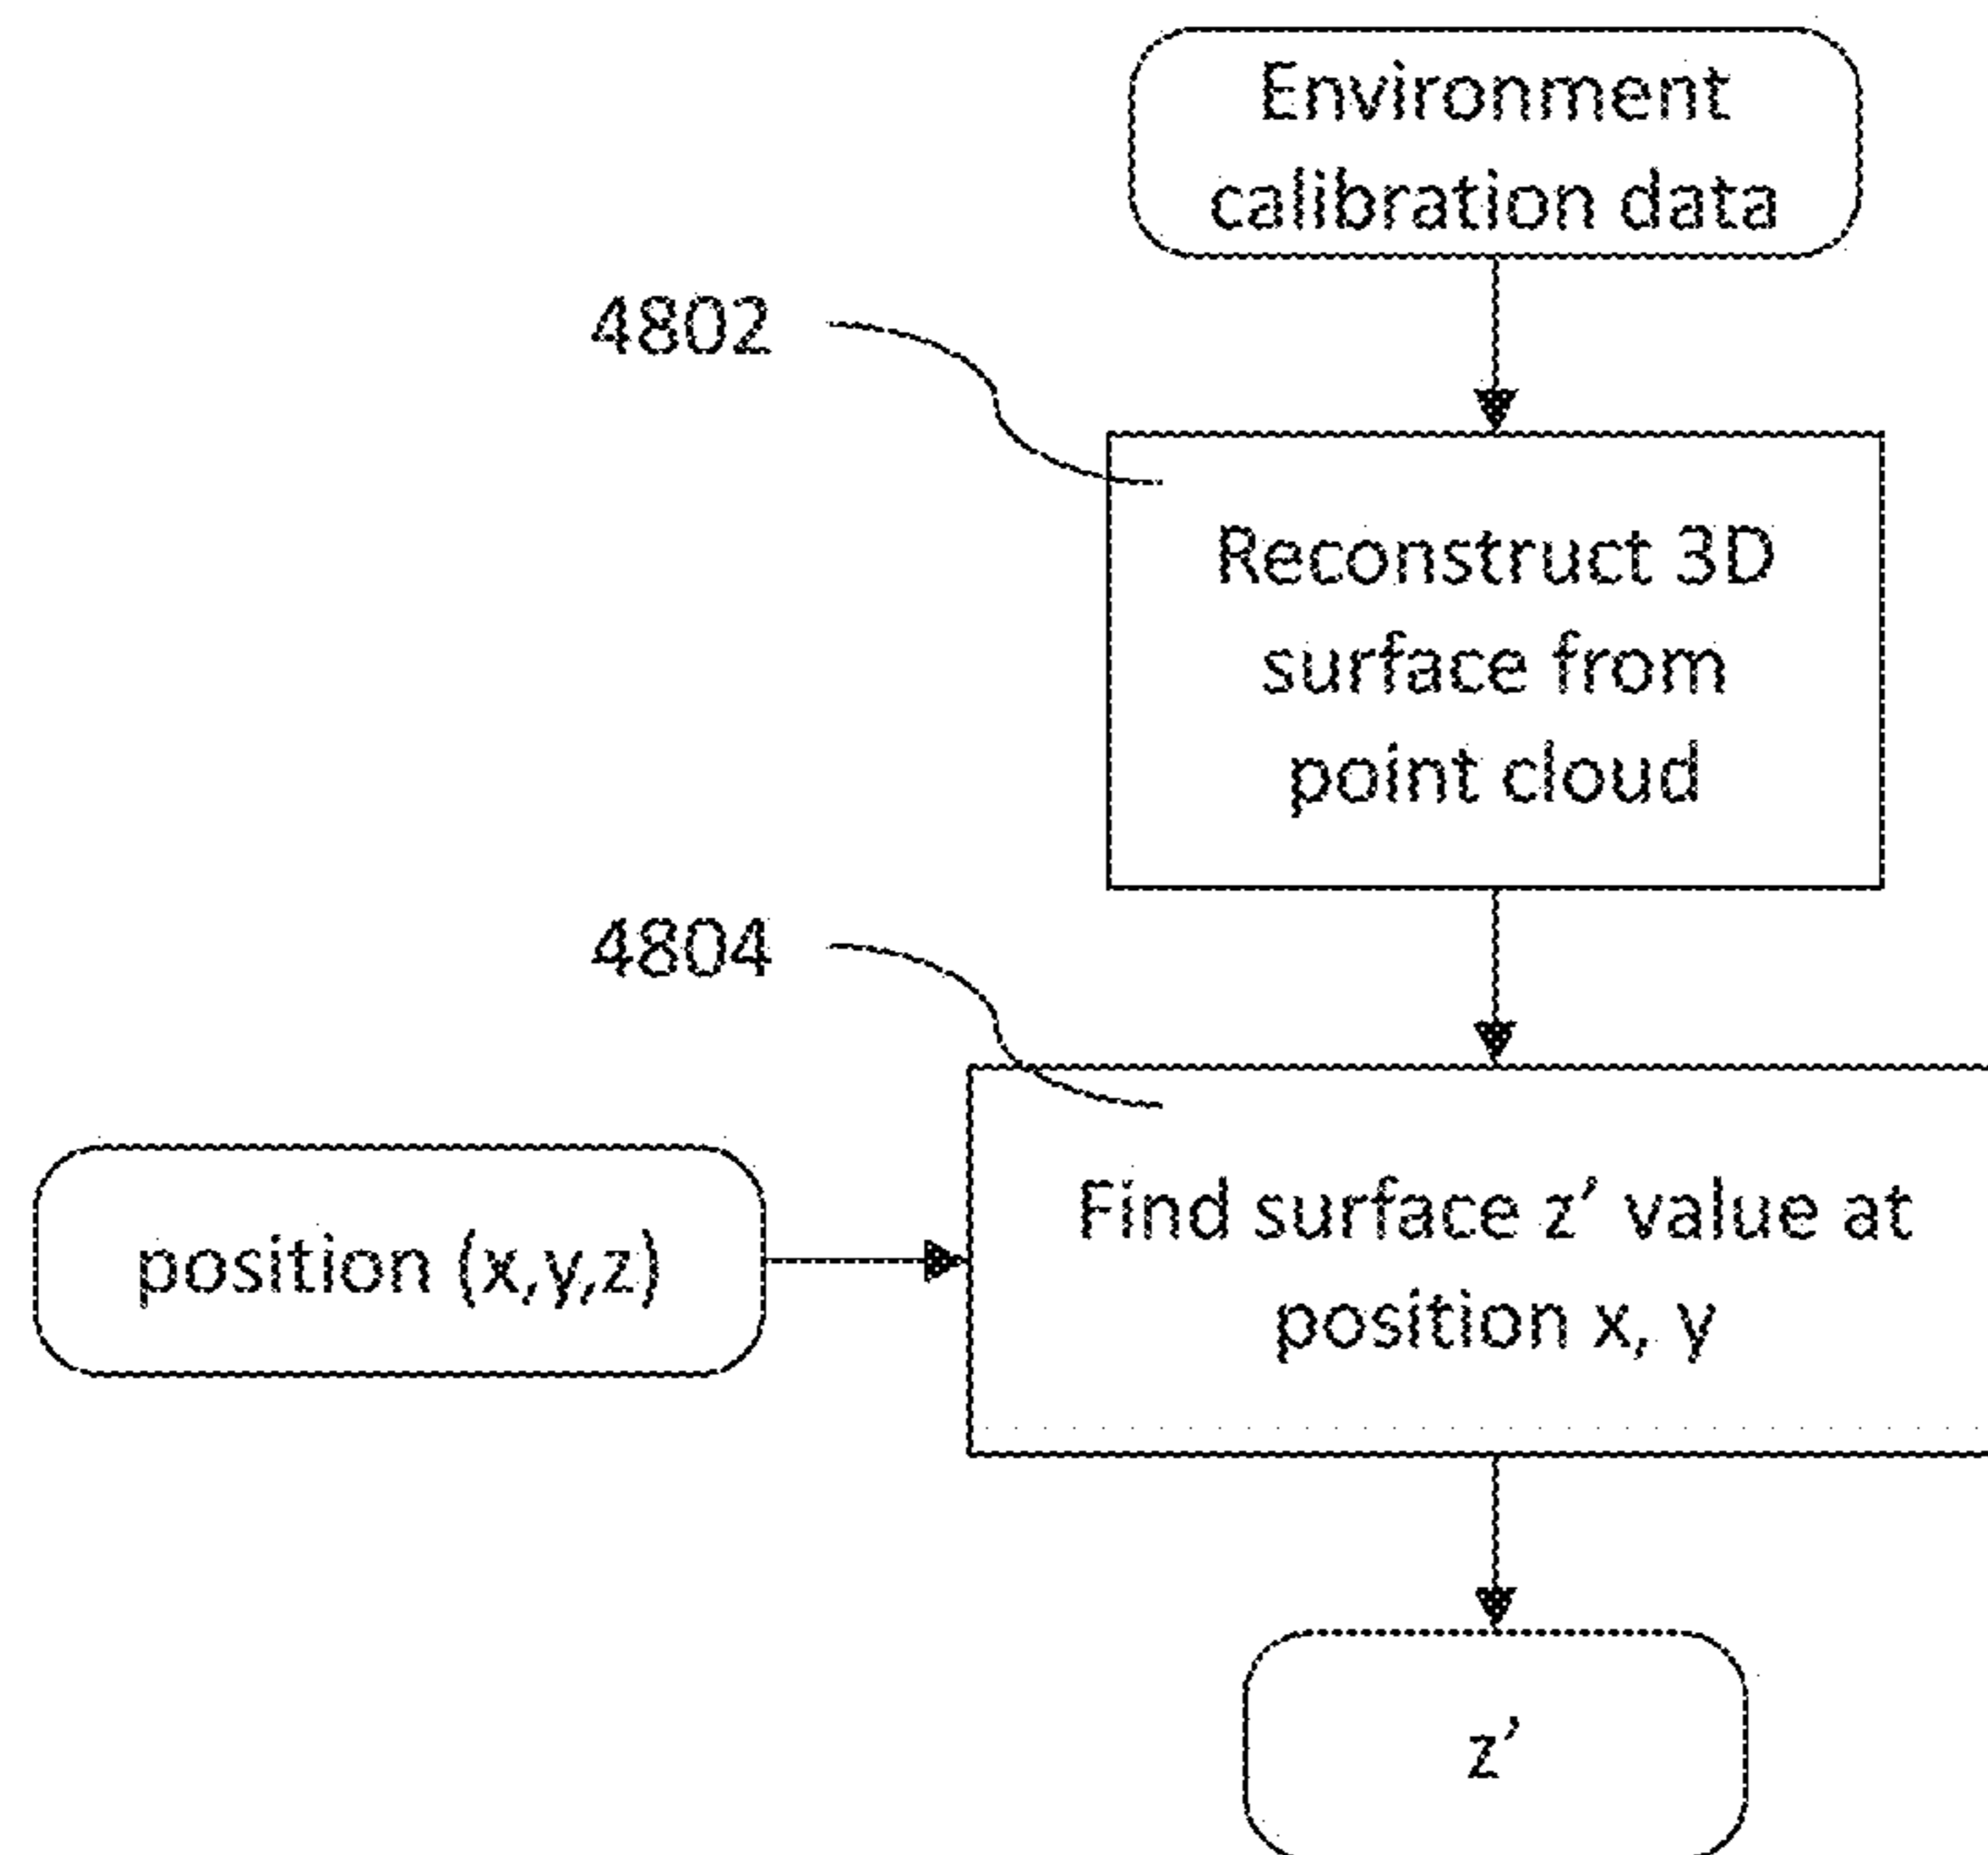 Environment
calibration data
4802
Reconstruct 3D
surface from
point cloud
4804
Find surface z’ value at
position x, y
position (x,y,z)
z’